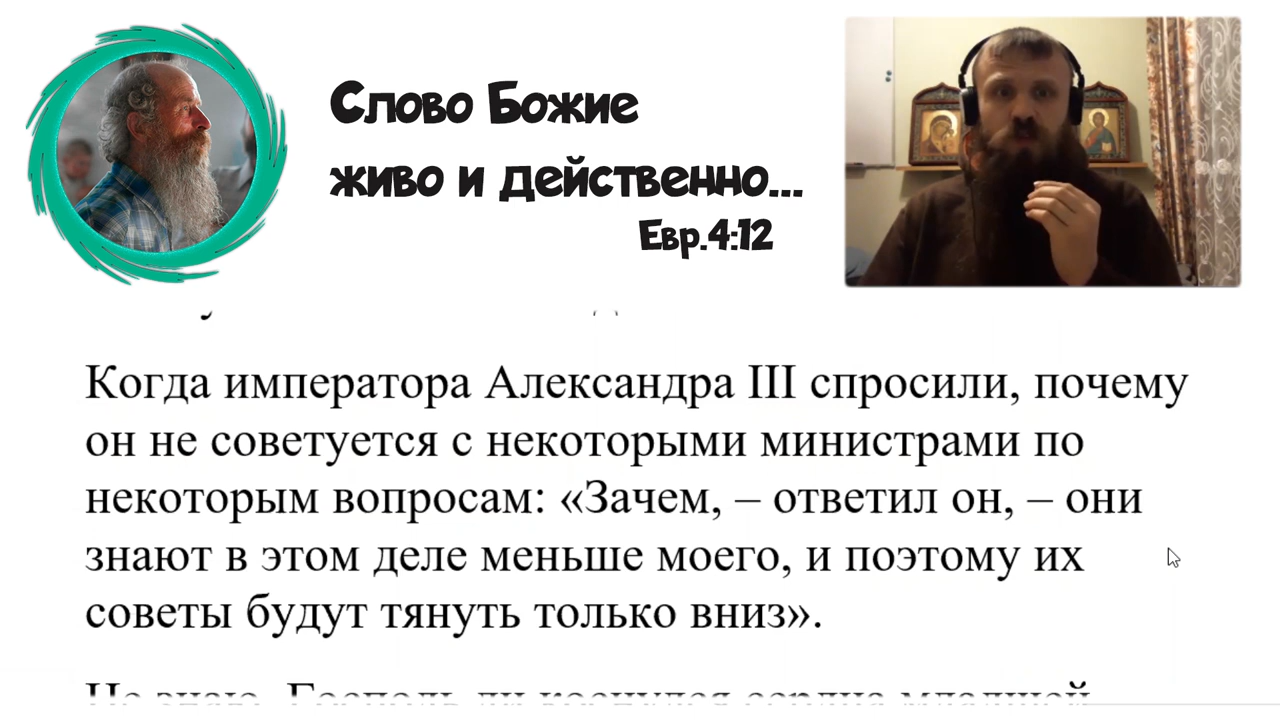 Слово Божие
живо и действенно...
Евр.4:12
Когда императора Александра III спросили, почему
он не советуется с некоторыми министрами по
некоторым вопросам: «Зачем, – ответил он, – они
знают в этом деле меньше моего, и поэтому их
советы будут тянуть только вниз».